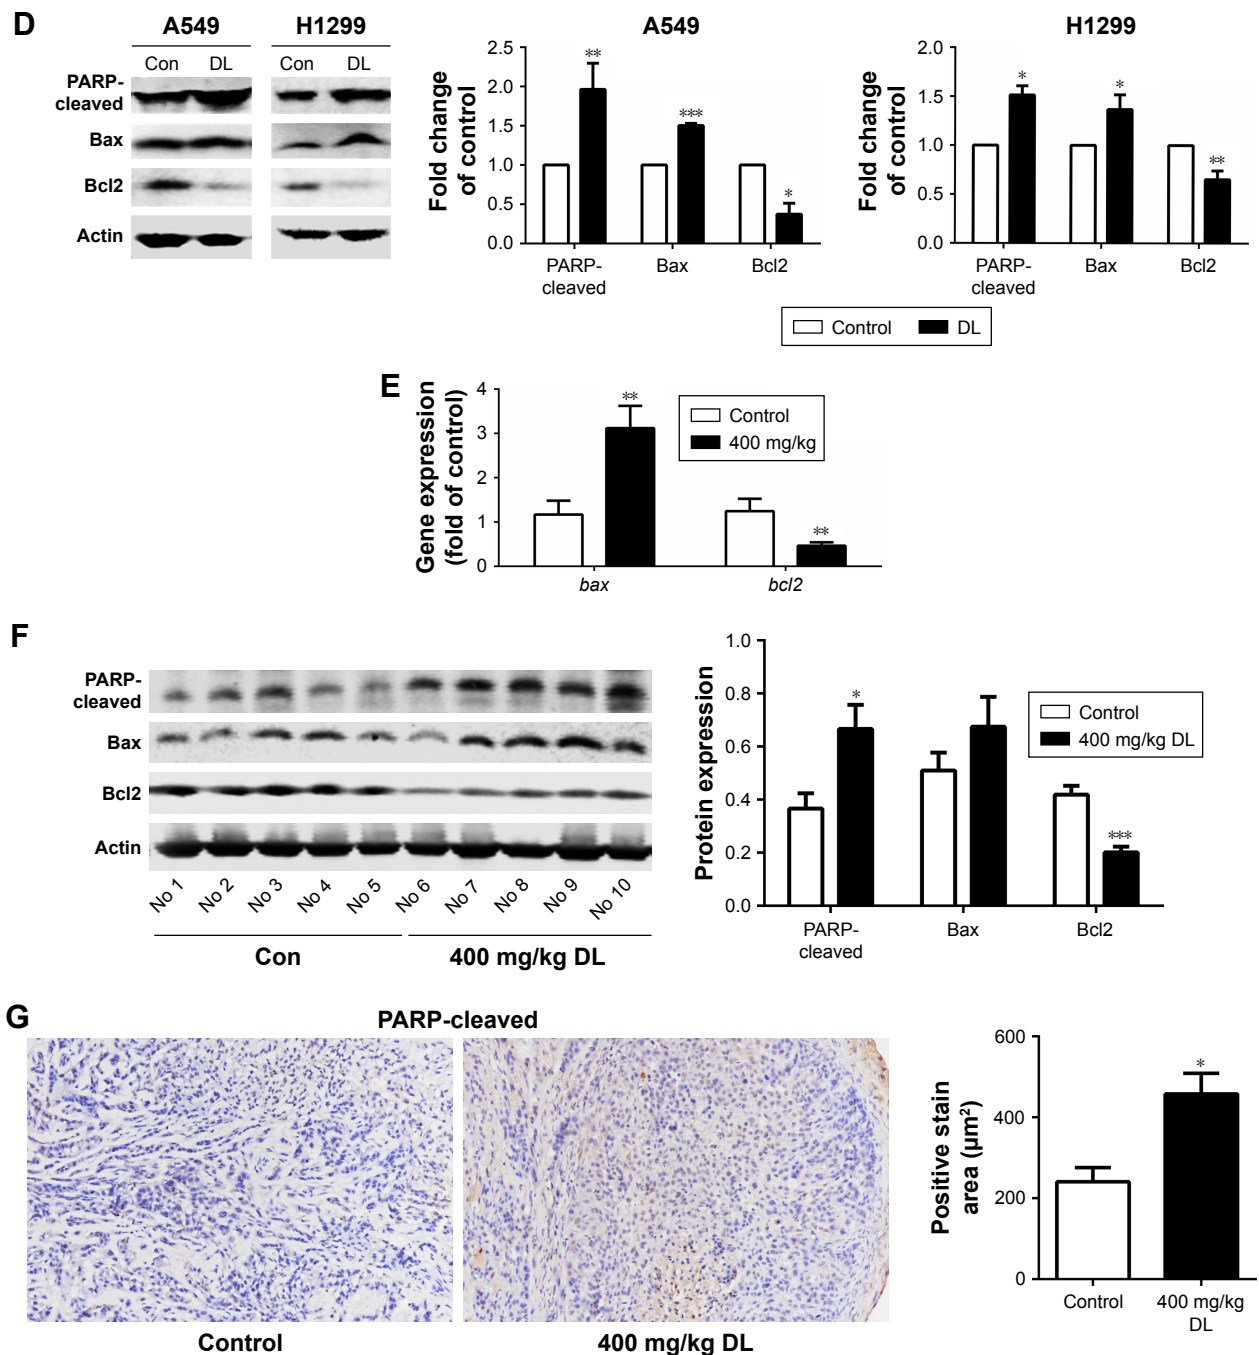 D
A549
H1299
Con DL
Con DL
PARP-
cleaved
Bax
Bcl2
Actin
A549
Fold change
of control
2.5
2.0
1.5
1.0
0.5
0.0
**
***
*
PARP-
cleaved
Bax
Bcl2
H1299
Fold change
of control
2.0
1.5
1.0
0.5
0.0
*
*
**
PARP-
cleaved
Bax
Bcl2
Control DL
E
Gene expression
(fold of control)
4
3
2
1
0
**
**
bax
bcl2
Control
400 mg/kg
F
PARP-
cleaved
Bax
Bcl2
Actin
No 1 No 2 No 3 No 4 No 5 No 6 No 7 No 8 No 9 No 10
Con
400 mg/kg DL
Protein expression
1.0
0.8
0.6
0.4
0.2
0.0
*
***
PARP-
cleaved
Bax
Bcl2
Control
400 mg/kg DL
G
PARP-cleaved
Control
400 mg/kg DL
Positive stain
area (µm²)
600
400
200
0
*
Control
400 mg/kg
DL